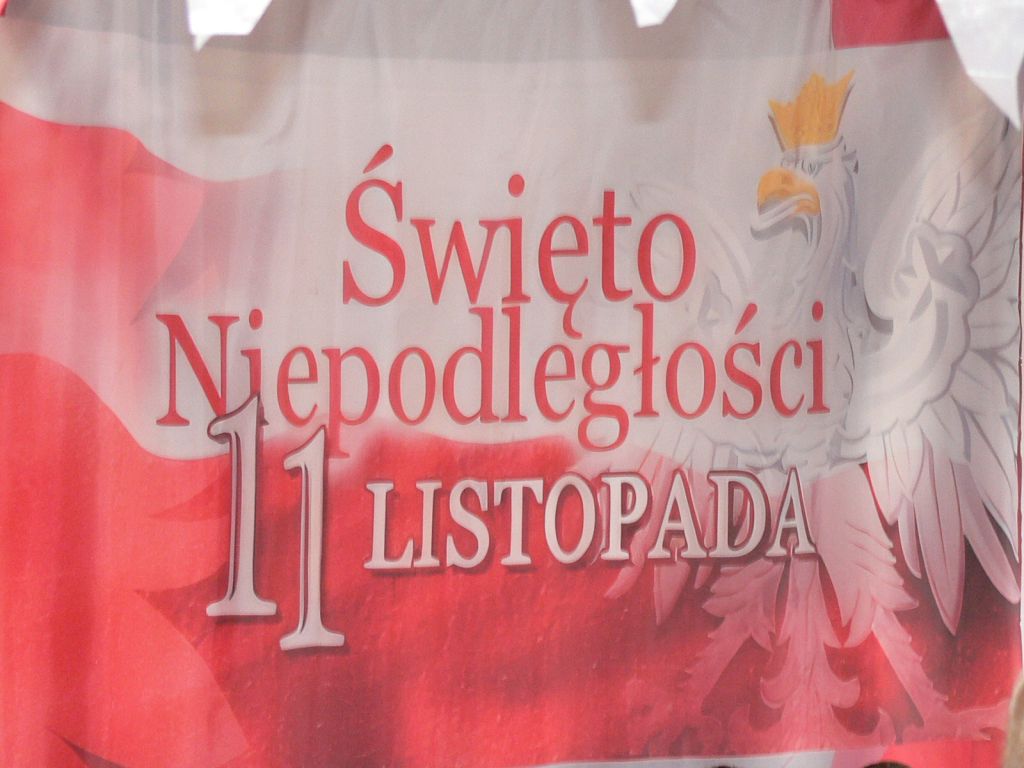 Święto
Niepodległości
11 LISTOPADA